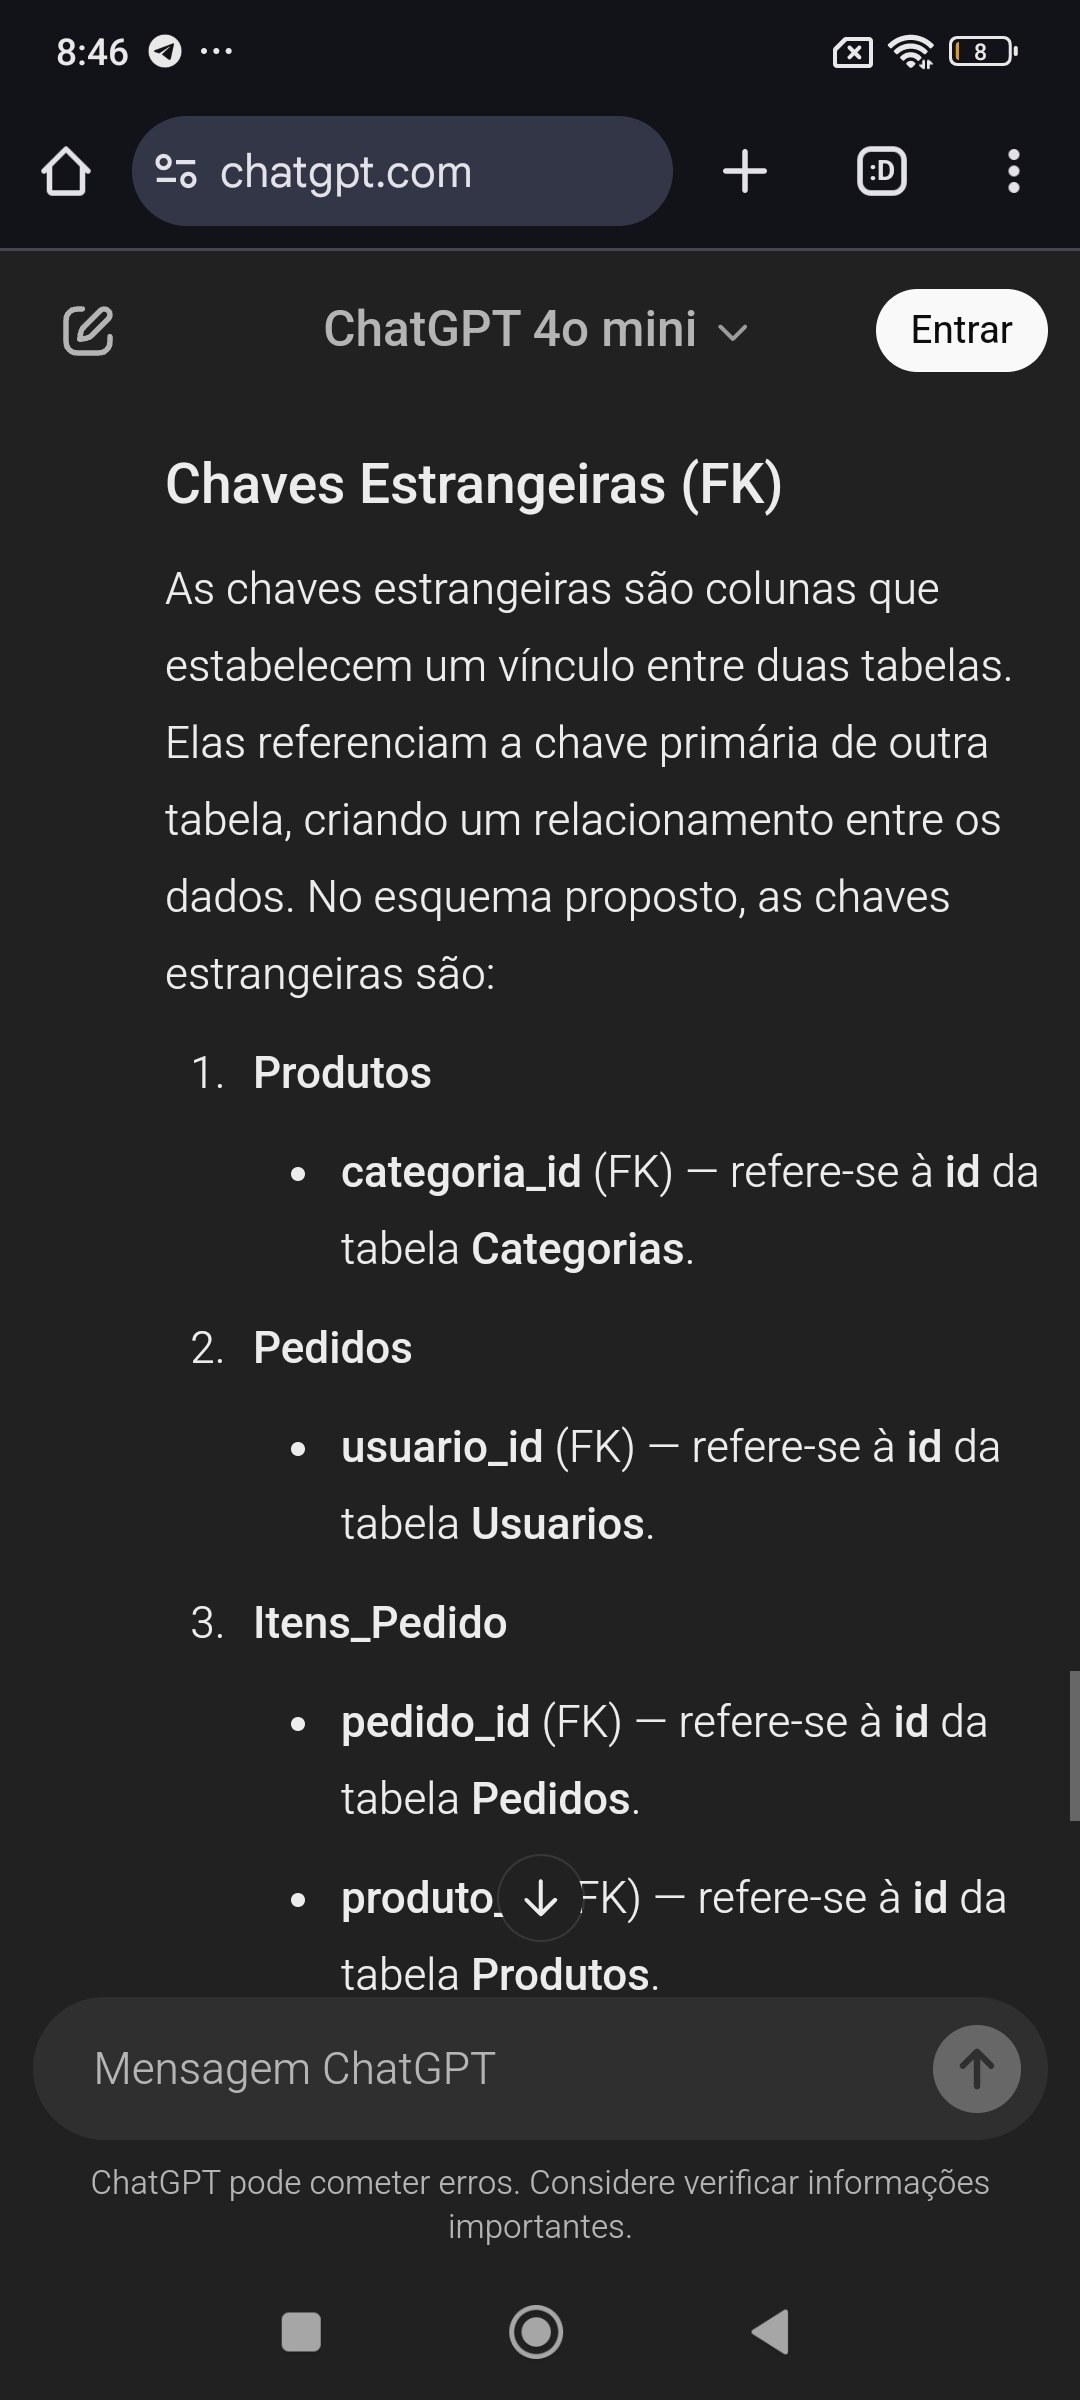 8:46
8
chatgpt.com
:D
ChatGPT 4o mini
Entrar
Chaves Estrangeiras (FK)
As chaves estrangeiras são colunas que
estabelecem um vínculo entre duas tabelas.
Elas referenciam a chave primária de outra
tabela, criando um relacionamento entre os
dados. No esquema proposto, as chaves
estrangeiras são:
1. Produtos
• categoria_id (FK) — refere-se à id da
tabela Categorias.
2. Pedidos
• usuario_id (FK) — refere-se à id da
tabela Usuarios.
3. Itens_Pedido
• pedido_id (FK) — refere-se à id da
tabela Pedidos.
• produto_ FK) — refere-se à id da
tabela Produtos.
Mensagem ChatGPT
ChatGPT pode cometer erros. Considere verificar informações
importantes.